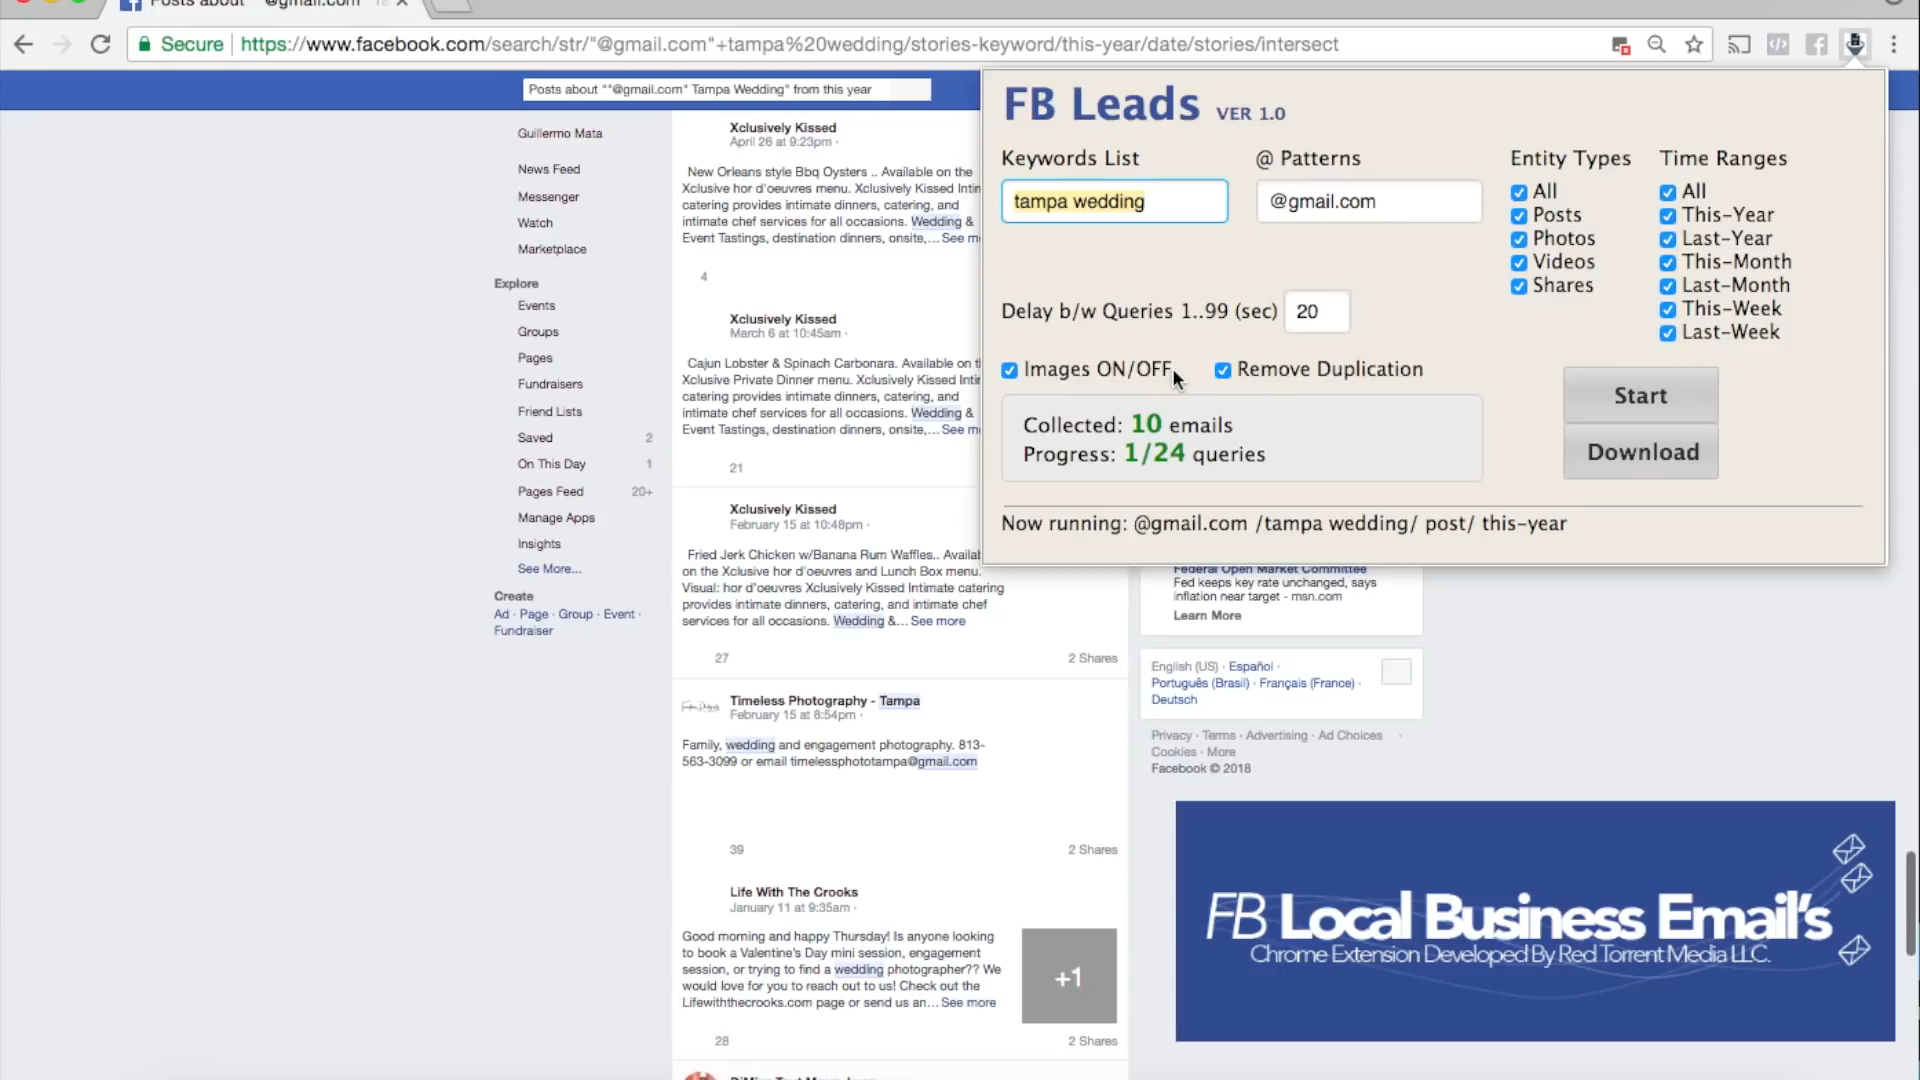 Posts about "@gmail.com" Ta
Secure
https://www.facebook.com/search/str/"@gmail.com"+tampa%20wedding/stories-keyword/this-year/date/stories/intersect
Posts about ""@gmail.com" Tampa Wedding" from this year
Guillermo Mata
News Feed
Messenger
Watch
Marketplace
Explore
Events
Groups
Pages
Fundraisers
Friend Lists
Saved 2
On This Day 1
Pages Feed 20+
Manage Apps
Insights
See More...
Create
Ad · Page · Group · Event ·
Fundraiser
Xclusively Kissed
April 26 at 9:23pm ·
New Orleans style Bbq Oysters .. Available on the
Xclusive hor d'oeuvres menu. Xclusively Kissed Inti
catering provides intimate dinners, catering, and
intimate chef services for all occasions. Wedding &
Event Tastings, destination dinners, onsite,... See m
4
Xclusively Kissed
March 6 at 10:45am ·
Cajun Lobster & Spinach Carbonara. Available on t
Xclusive Private Dinner menu. Xclusively Kissed Inti
catering provides intimate dinners, catering, and
intimate chef services for all occasions. Wedding &
Event Tastings, destination dinners, onsite,... See m
21
Xclusively Kissed
February 15 at 10:48pm ·
Fried Jerk Chicken w/Banana Rum Waffles.. Availa
on the Xclusive hor d'oeuvres and Lunch Box menu.
Visual: hor d'oeuvres Xclusively Kissed Intimate catering
provides intimate dinners, catering, and intimate chef
services for all occasions. Wedding &... See more
27 2 Shares
Timeless Photography - Tampa
February 15 at 8:54pm ·
Family, wedding and engagement photography. 813-
563-3099 or email timelessphototampa@gmail.com
39 2 Shares
Life With The Crooks
January 11 at 9:35am ·
Good morning and happy Thursday! Is anyone looking
to book a Valentine's Day mini session, engagement
session, or trying to find a wedding photographer?? We
would love for you to reach out to us! Check out the
Lifewiththecrooks.com page or send us an... See more
+1
28 2 Shares
FB Leads VER 1.0
Keywords List
tampa wedding
@ Patterns
@gmail.com
Entity Types
All
Posts
Photos
Videos
Shares
Time Ranges
All
This-Year
Last-Year
This-Month
Last-Month
This-Week
Last-Week
Delay b/w Queries 1..99 (sec) 20
Images ON/OFF
Remove Duplication
Collected: 10 emails
Progress: 1/24 queries
Start
Download
Now running: @gmail.com /tampa wedding/ post/ this-year
Federal Open Market Committee
Fed keeps key rate unchanged, says
inflation near target - msn.com
Learn More
English (US) · Español ·
Português (Brasil) · Français (France) ·
Deutsch
Privacy · Terms · Advertising · Ad Choices ·
Cookies · More
Facebook © 2018
FB Local Business Email's
Chrome Extension Developed By Red Torrent Media LLC.